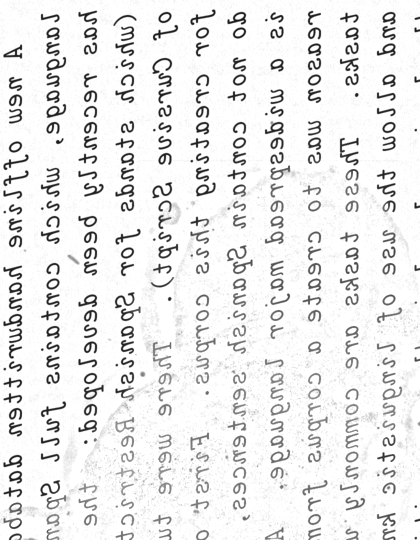 A new offline handwritten databa
language, which contains full Span
has recently been developed: the
(which stands for Spanish Restrict
of Cursive Script). There were tw
for creating this corpus. First o
do not contain Spanish sentences,
is a widespread major language. A
reason was to create a corpus from
tasks. These tasks are commonly u
and allow the use of linguistic kn